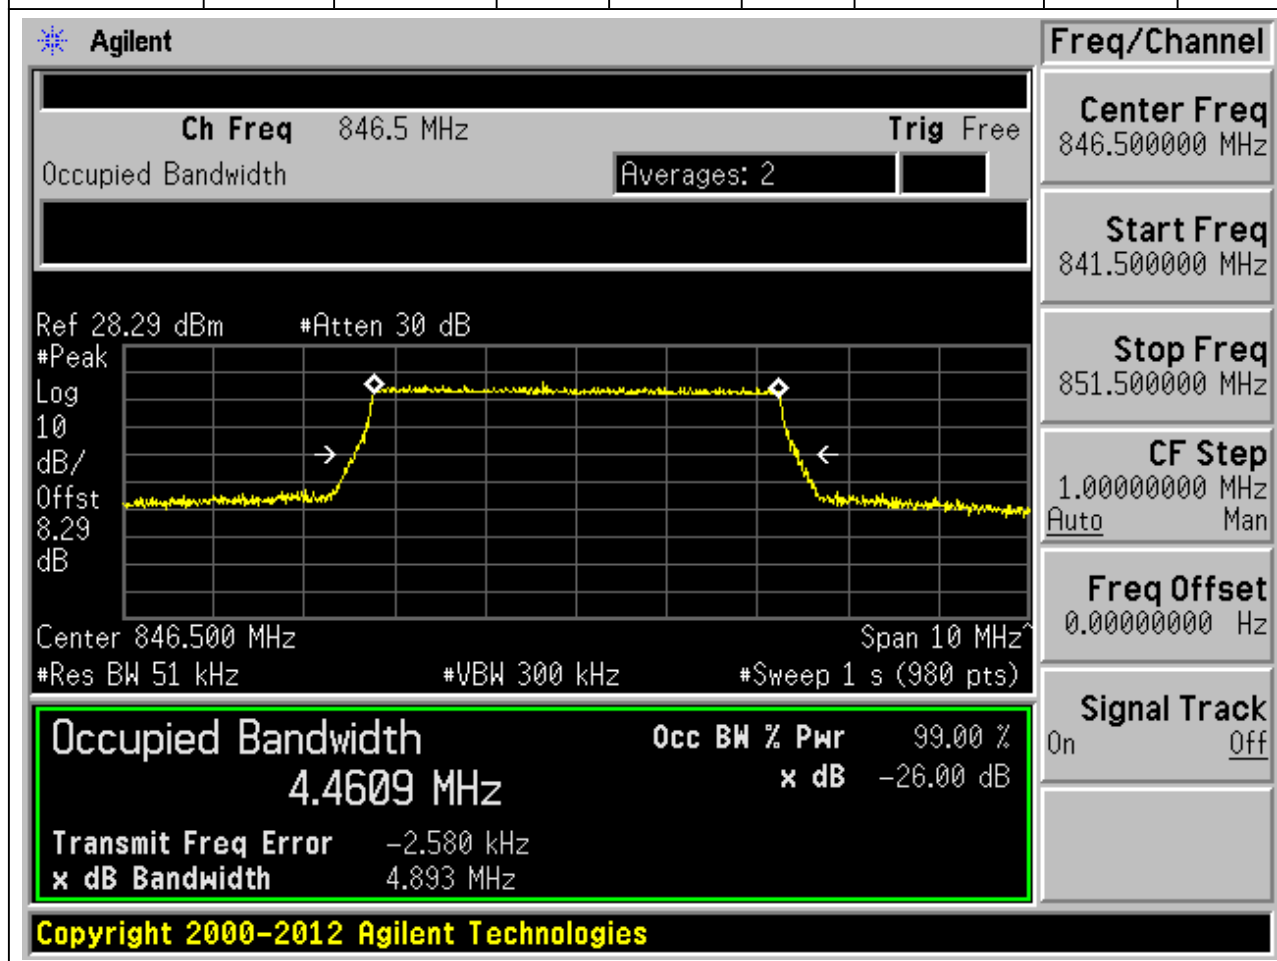 Agilent
Freq/Channel
Ch Freq 846.5 MHz Trig Free
Occupied Bandwidth Averages: 2
Center Freq
846.500000 MHz
Start Freq
841.500000 MHz
Stop Freq
851.500000 MHz
CF Step
1.00000000 MHz
Auto Man
Freq Offset
0.00000000 Hz
Signal Track
On Off
Ref 28.29 dBm #Atten 30 dB
#Peak
Log
10
dB/
Offst
8.29
dB
Center 846.500 MHz Span 10 MHz^
#Res BW 51 kHz #VBW 300 kHz #Sweep 1 s (980 pts)
Occupied Bandwidth Occ BW % Pwr 99.00 %
4.4609 MHz x dB -26.00 dB
Transmit Freq Error -2.580 kHz
x dB Bandwidth 4.893 MHz
Copyright 2000-2012 Agilent Technologies